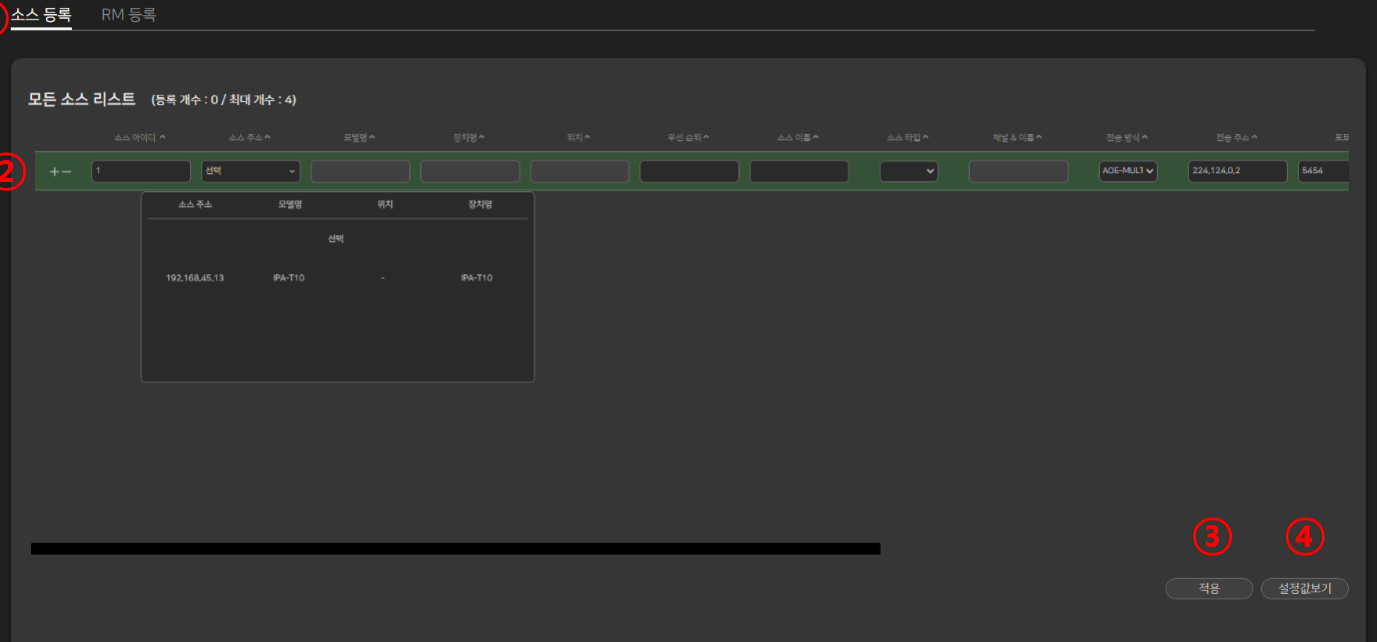 소스 등록 RM 등록
모든 소스 리스트 (등록 개수 : 0 / 최대 개수 : 4)
소스 아이디 소스 주소 모델명 장치명 위치 우선 순위 소스 이름 소스 타입 채널 & 이름 전송 방식 전송 주소
② +− 1 선택 AOE-MULT 224,124,0,2 5454
소스 주소 모델명 위치 장치명
선택
192,168,45,13 IPA-T10 - IPA-T10
③ ④
적용 설정값보기